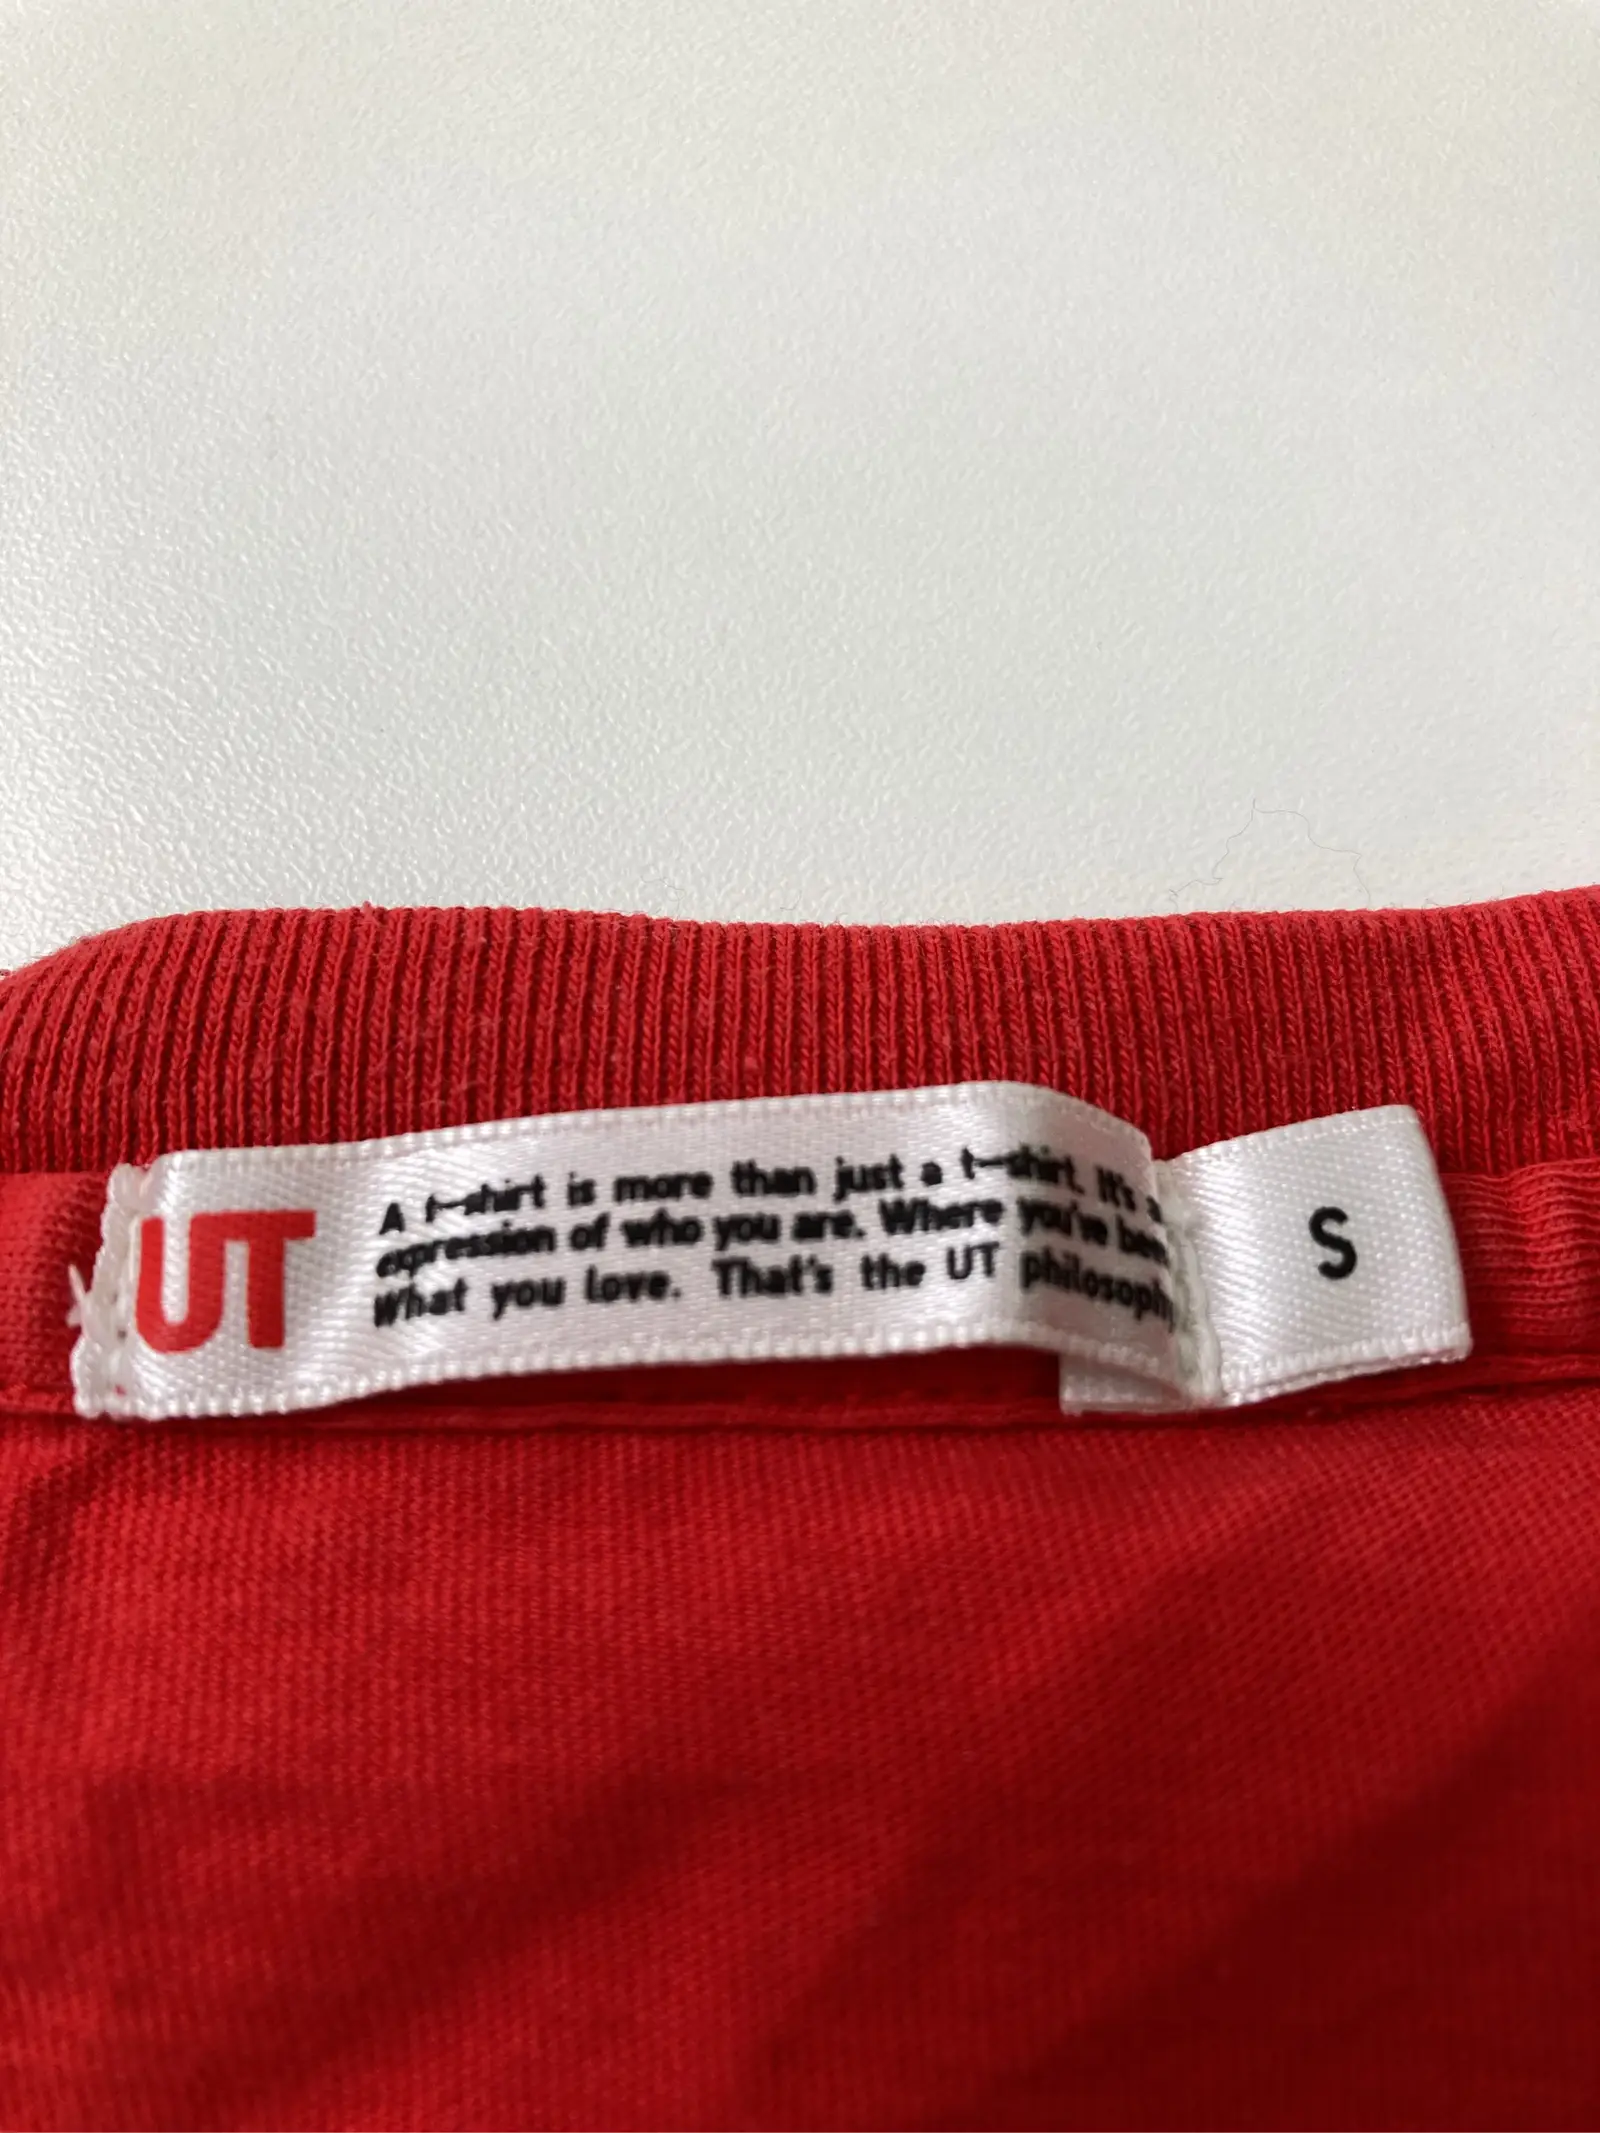 UT
A t-shirt is more than just a t-shirt. It's a
expression of who you are. Where you've
What you love. That's the UT philosophy
S